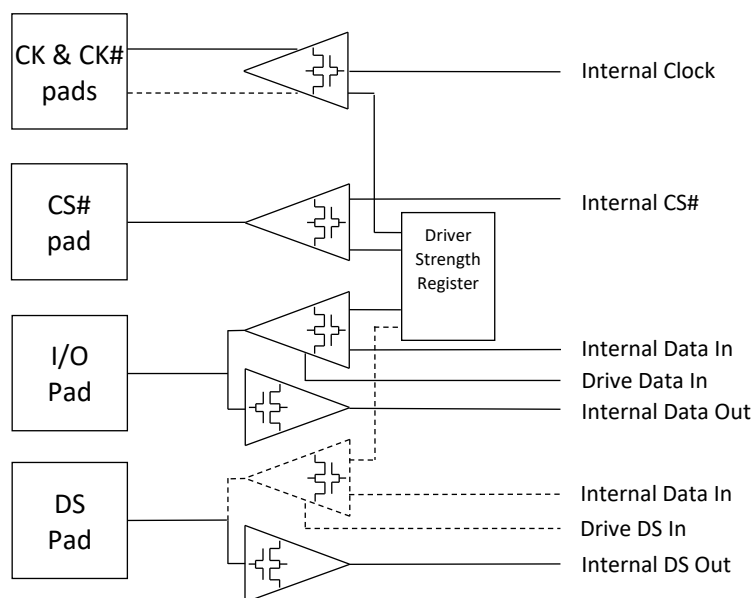 CK & CK#
pads
Internal Clock
CS#
pad
Internal CS#
Driver
Strength
Register
I/O
Pad
Internal Data In
Drive Data In
Internal Data Out
DS
Pad
Internal Data In
Drive DS In
Internal DS Out